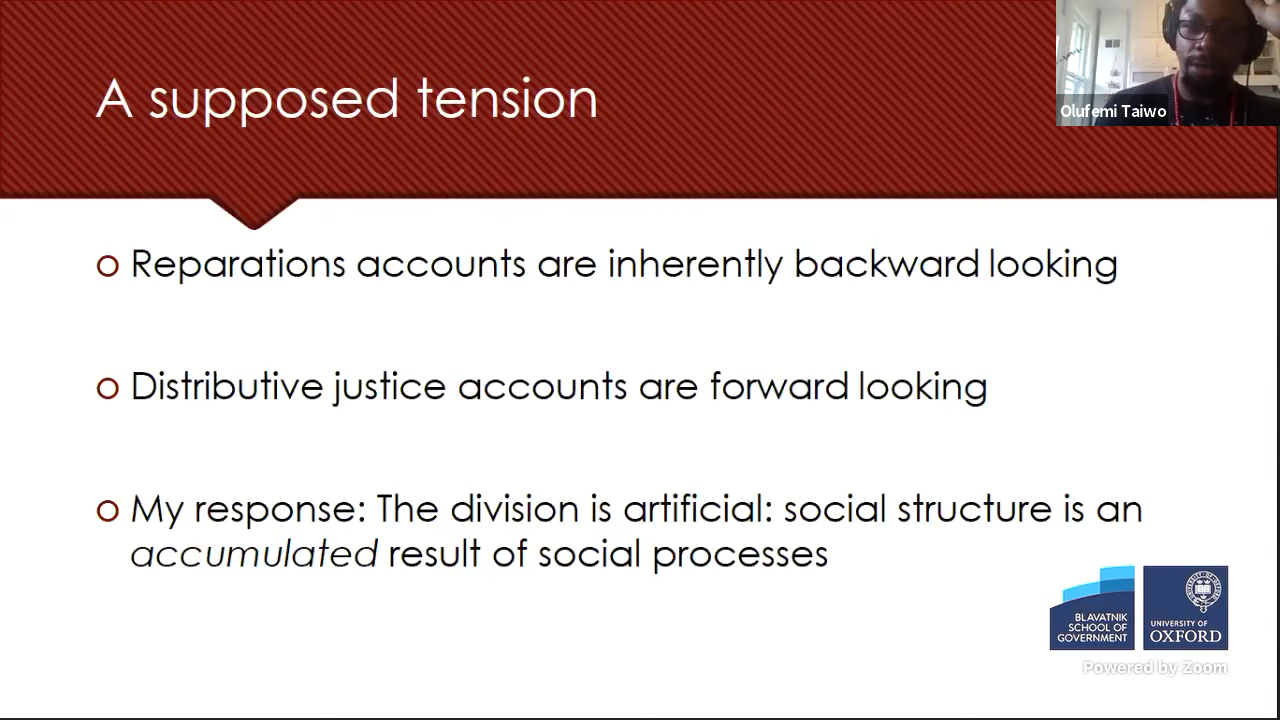 A supposed tension
Olufemi Taiwo
Reparations accounts are inherently backward looking
Distributive justice accounts are forward looking
My response: The division is artificial: social structure is an
accumulated result of social processes
BLAVATNIK
SCHOOL OF
GOVERNMENT
UNIVERSITY OF
OXFORD
Powered by Zoom